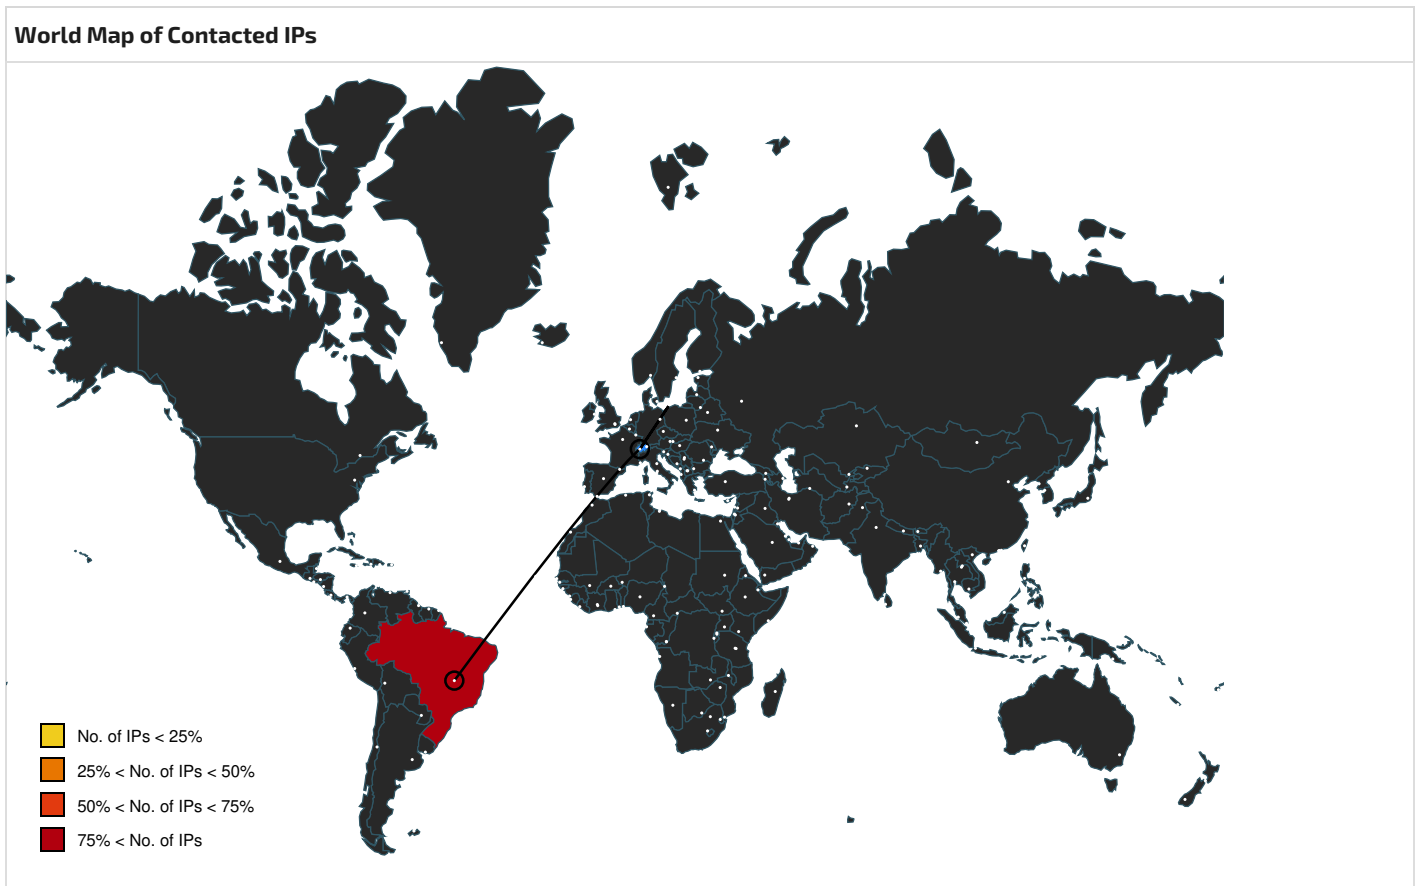 World Map of Contacted IPs
No. of IPs < 25%
25% < No. of IPs < 50%
50% < No. of IPs < 75%
75% < No. of IPs